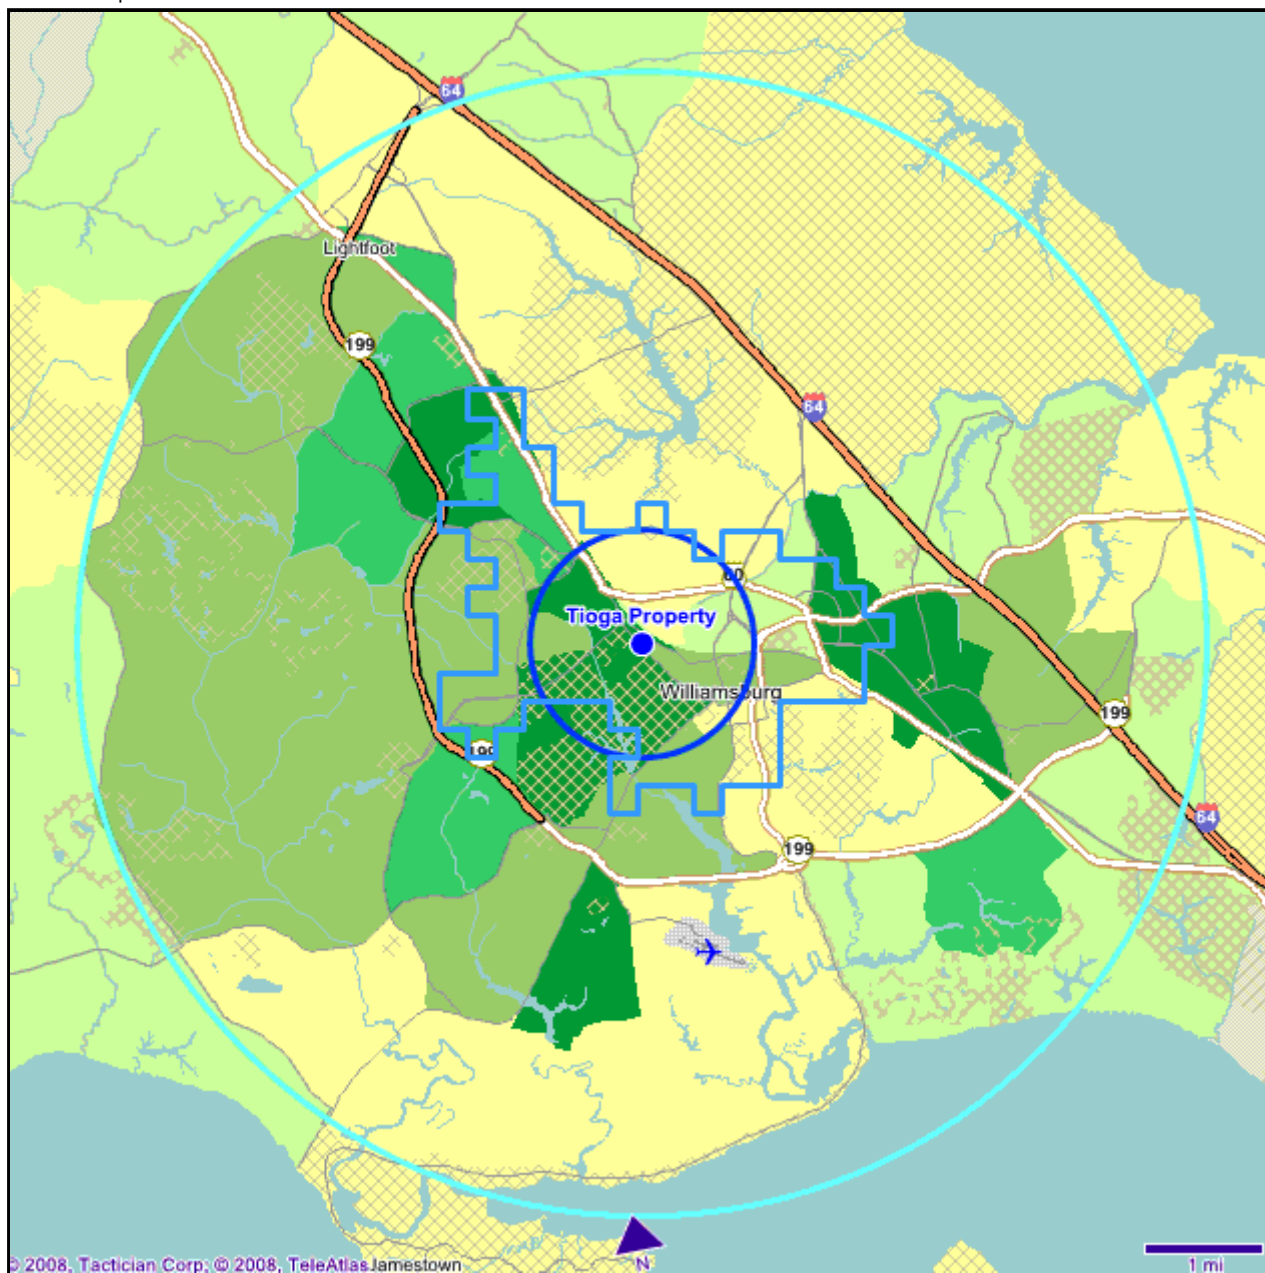 64
Lightfoot
199
64
60
Tioga Property
Williamsburg
199
199
64
199
N
© 2008, Tactician Corp; © 2008, TeleAtlas
Jamestown
1 mi